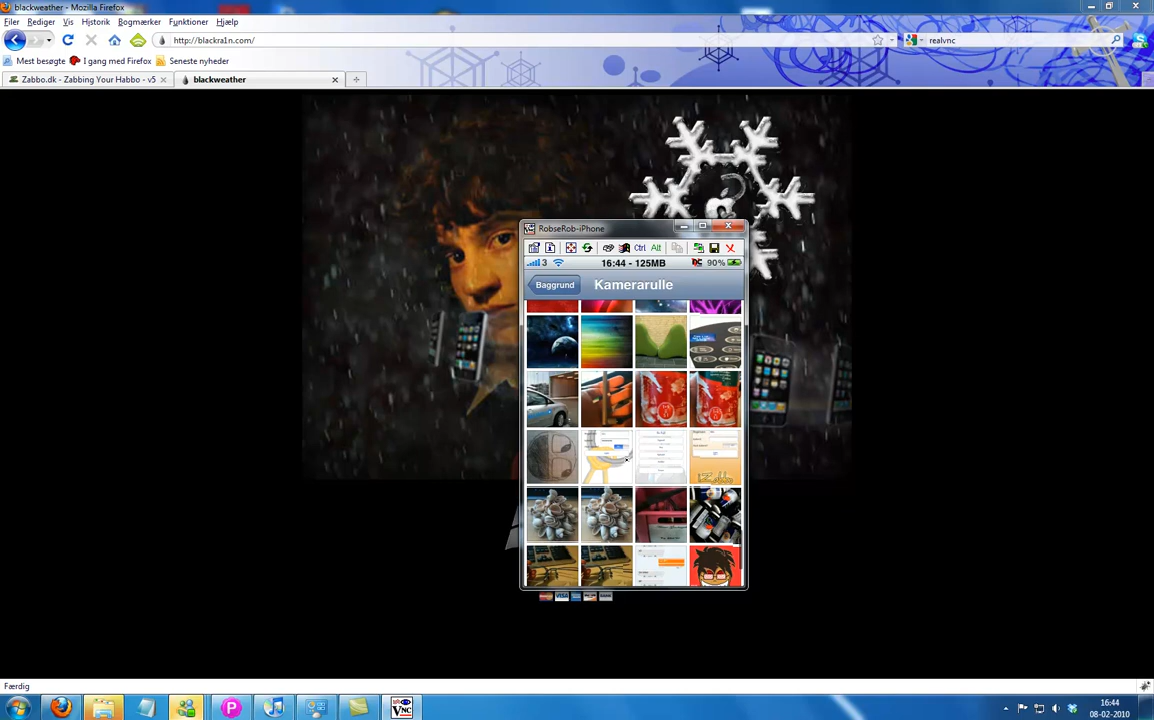 blackweather - Mozilla Firefox
Filer Rediger Vis Historik Bogmærker Funktioner Hjælp
http://blackra1n.com/
realvnc
Mest besøgte I gang med Firefox Seneste nyheder
Zabbo.dk - Zabbing Your Habbo - v5
blackweather
RobseRob-iPhone
Ctrl Alt
3 16:44 - 125MB 90%
Baggrund Kamerarulle
VISA
Færdig
16:44
08-02-2010